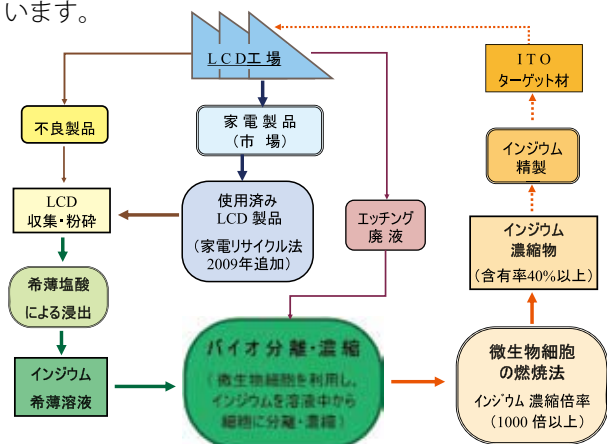 います。
LCD工場
ITO
ターゲット材
不良製品
家電製品
(市 場)
インジウム
精製
LCD
収集・粉砕
使用済み
LCD 製品
(家電リサイクル法
2009年追加)
エッチング
廃 液
インジウム
濃縮物
(含有率40%以上)
希薄塩酸
による浸出
バイオ分離・濃縮
(微生物細胞を利用し、
インジウムを溶液中から
細胞に分離・濃縮)
微生物細胞
の燃焼法
インジウム 濃縮倍率
(1000 倍以上)
インジウム
希薄溶液